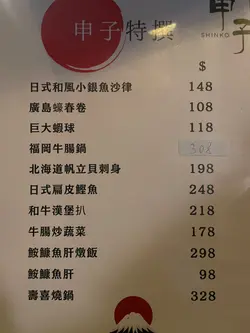 申子
SHINKO
申子特撰
$
日式和風小銀魚沙律 148
廣島蠔春卷 108
巨大蝦球 118
福岡牛腸鍋 308
北海道帆立貝刺身 198
日式扁皮鰹魚 248
和牛漢堡扒 218
牛腸炒蔬菜 178
鮟鱇魚肝燉飯 298
鮟鱇魚肝 98
壽喜燒鍋 328